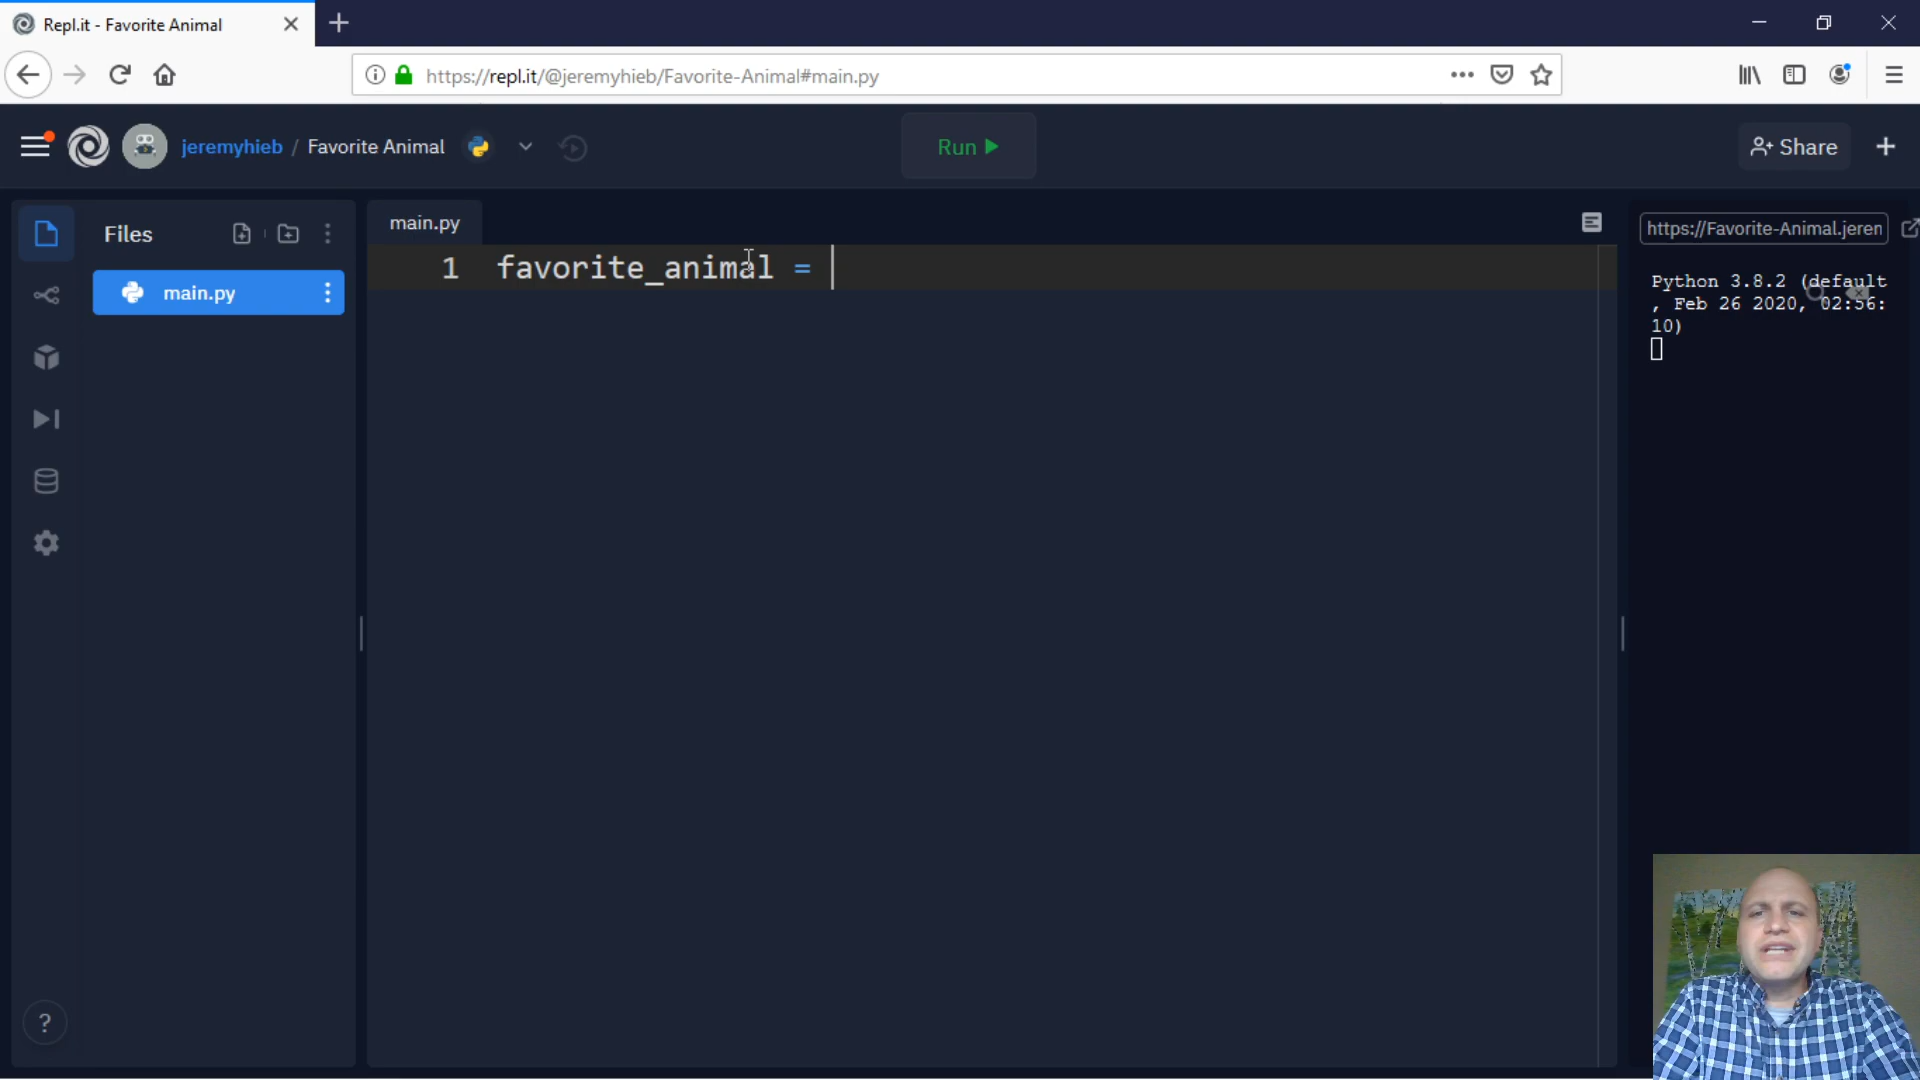 Repl.it - Favorite Animal
https://repl.it/@jeremyhieb/Favorite-Animal#main.py
jeremyhieb / Favorite Animal
Run
Share
Files
main.py
main.py
1 favorite_animal =
https://Favorite-Animal.jeren
Python 3.8.2 (default
, Feb 26 2020, 02:56:
10)
?